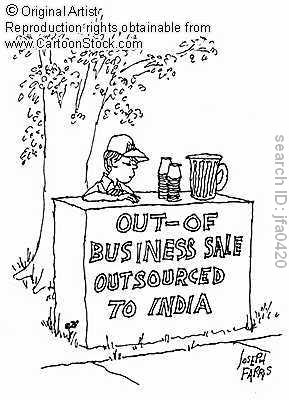 © Original Artist
Reproduction rights obtainable from
www.CartoonStock.com
search ID: jfa0420
OUT-OF
BUSINESS SALE
OUTSOURCED
TO INDIA
JOSEPH
FARRIS